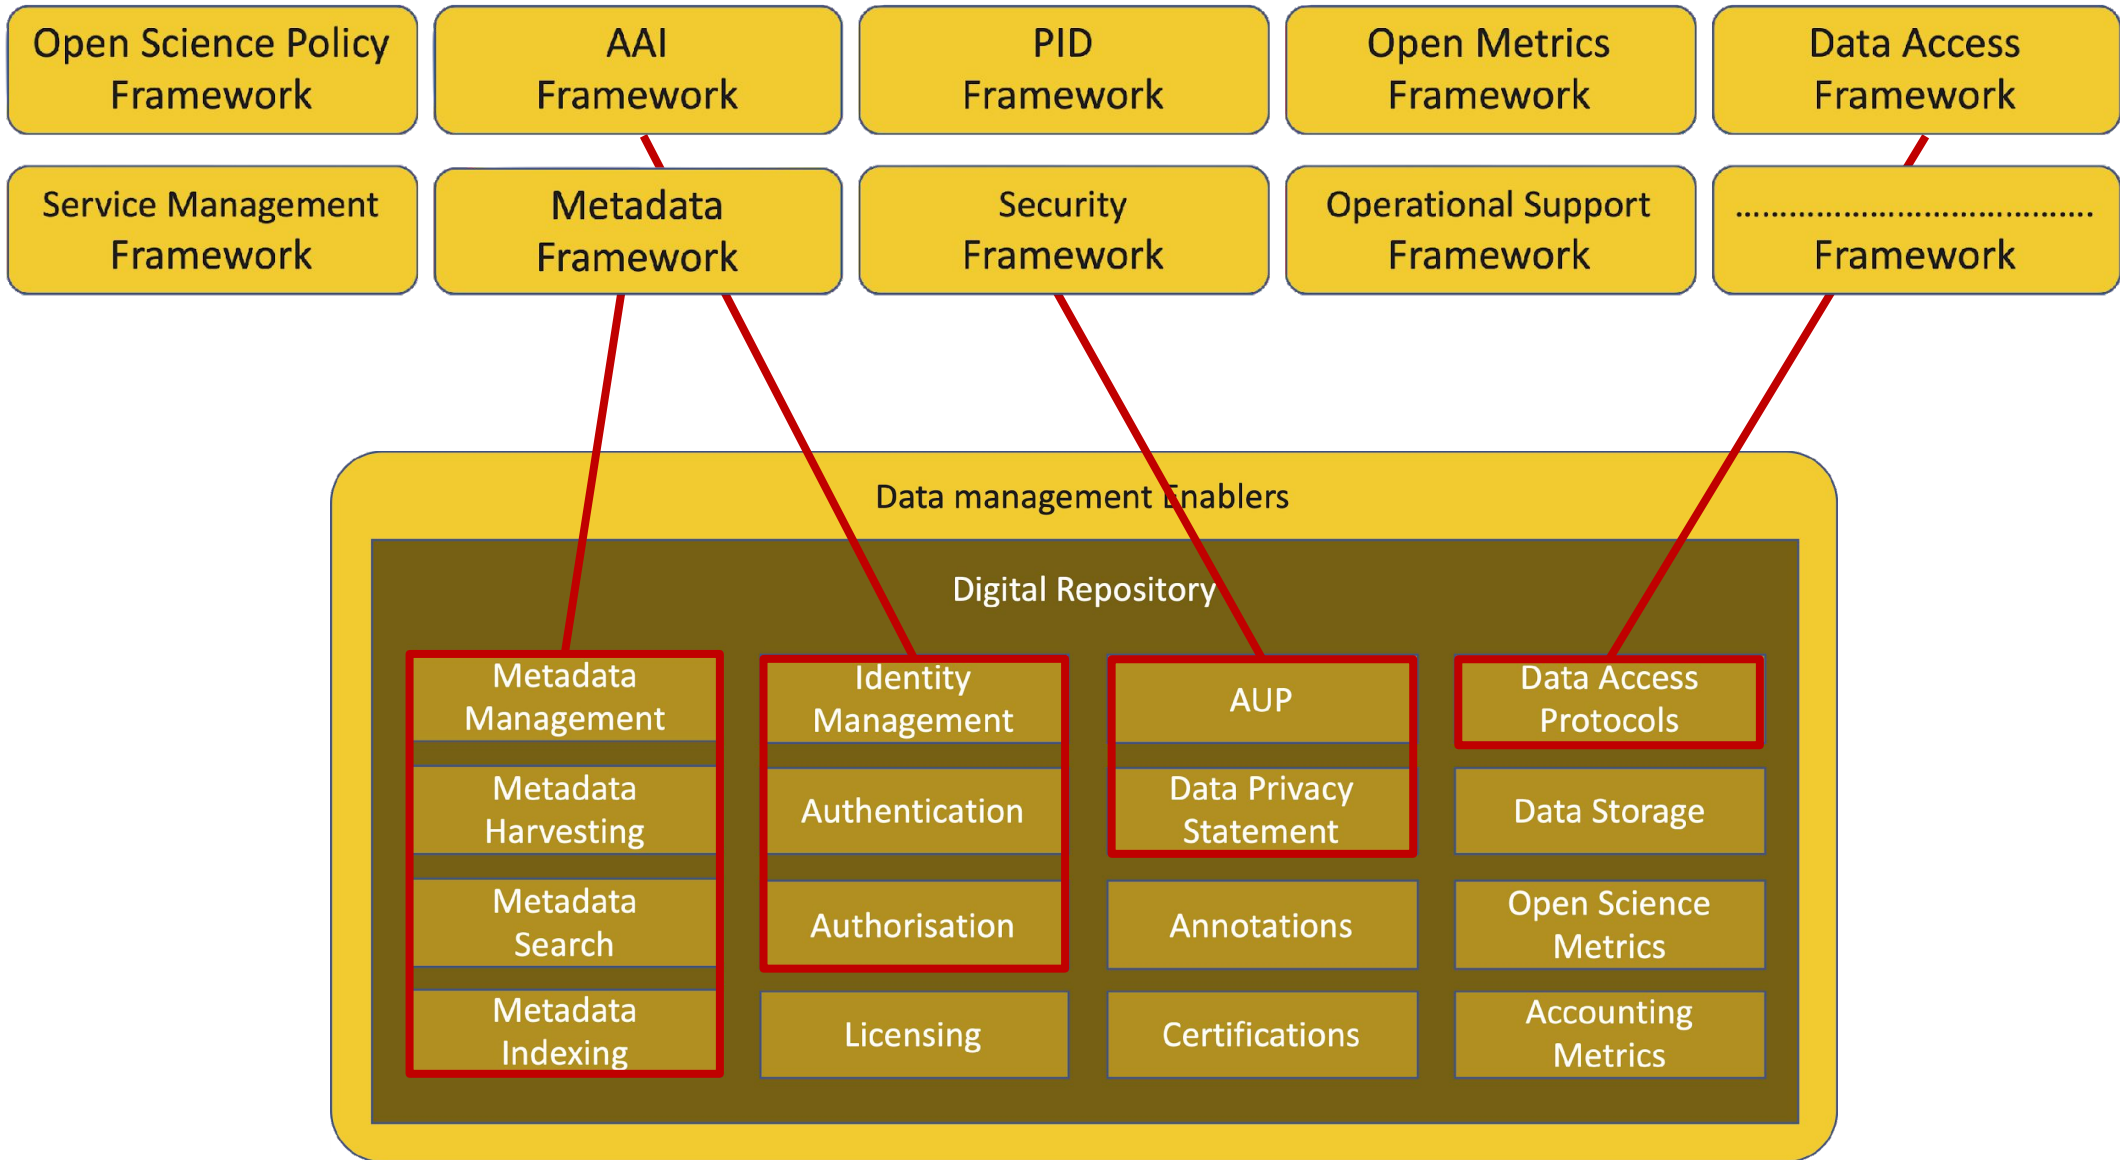 Open Science Policy
Framework
AAI
Framework
PID
Framework
Open Metrics
Framework
Data Access
Framework
Service Management
Framework
Metadata
Framework
Security
Framework
Operational Support
Framework
........................................
Framework
Data management Enablers
Digital Repository
Metadata
Management
Identity
Management
AUP
Data Access
Protocols
Metadata
Harvesting
Authentication
Data Privacy
Statement
Data Storage
Metadata
Search
Authorisation
Annotations
Open Science
Metrics
Metadata
Indexing
Licensing
Certifications
Accounting
Metrics